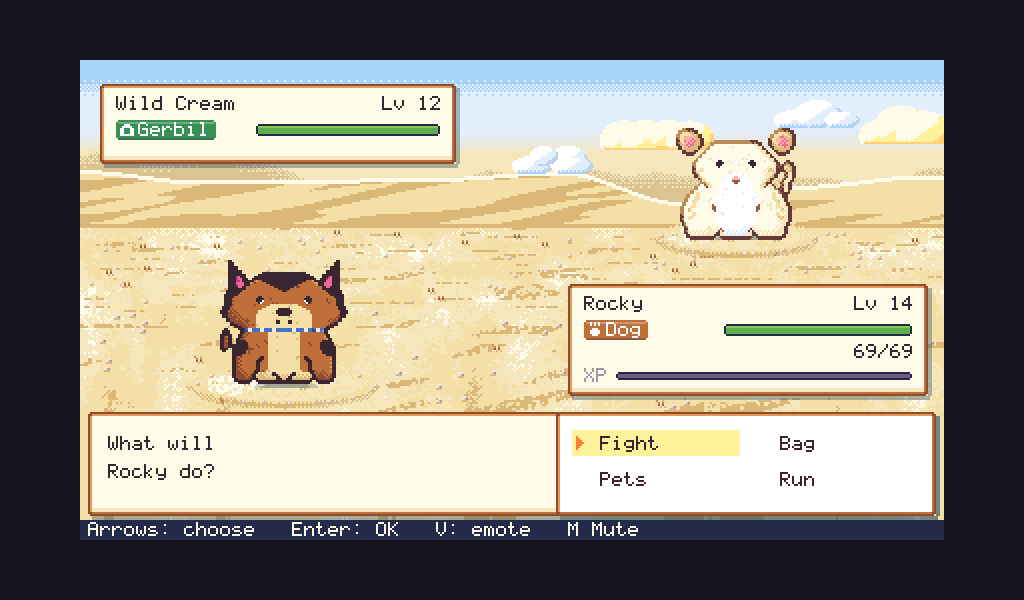 Wild Cream Lv 12
Gerbil
Rocky Lv 14
Dog
69/69
XP
What will
Rocky do?
Fight Bag
Pets Run
Arrows: choose Enter: OK V: emote M Mute